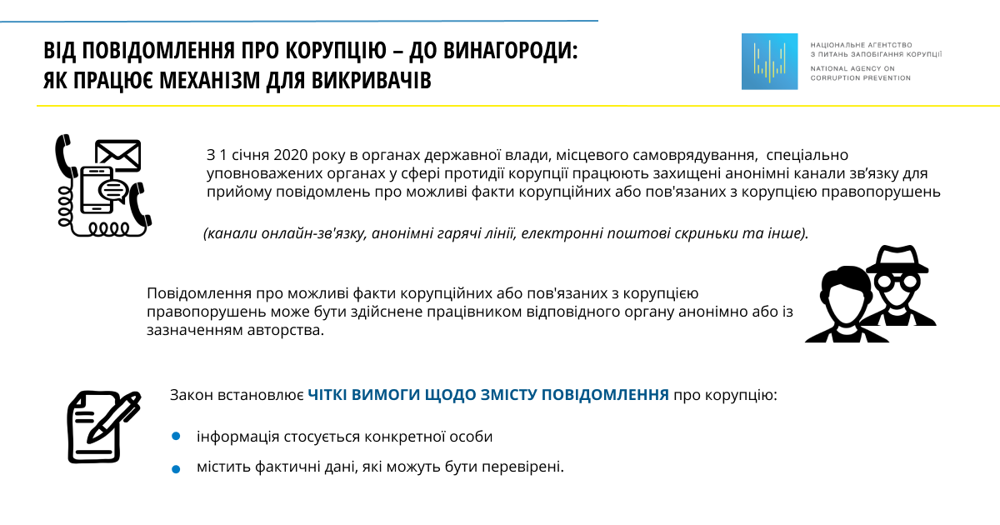 ВІД ПОВІДОМЛЕННЯ ПРО КОРУПЦІЮ – ДО ВИНАГОРОДИ:
ЯК ПРАЦЮЄ МЕХАНІЗМ ДЛЯ ВИКРИВАЧІВ
НАЦІОНАЛЬНЕ АГЕНТСТВО
З ПИТАНЬ ЗАПОБІГАННЯ КОРУПЦІЇ
NATIONAL AGENCY ON
CORRUPTION PREVENTION
З 1 січня 2020 року в органах державної влади, місцевого самоврядування, спеціально
уповноважених органах у сфері протидії корупції працюють захищені анонімні канали зв’язку для
прийому повідомлень про можливі факти корупційних або пов'язаних з корупцією правопорушень
(канали онлайн-зв'язку, анонімні гарячі лінії, електронні поштові скриньки та інше).
Повідомлення про можливі факти корупційних або пов'язаних з корупцією
правопорушень може бути здійснене працівником відповідного органу анонімно або із
зазначенням авторства.
Закон встановлює ЧІТКІ ВИМОГИ ЩОДО ЗМІСТУ ПОВІДОМЛЕННЯ про корупцію:
інформація стосується конкретної особи
містить фактичні дані, які можуть бути перевірені.